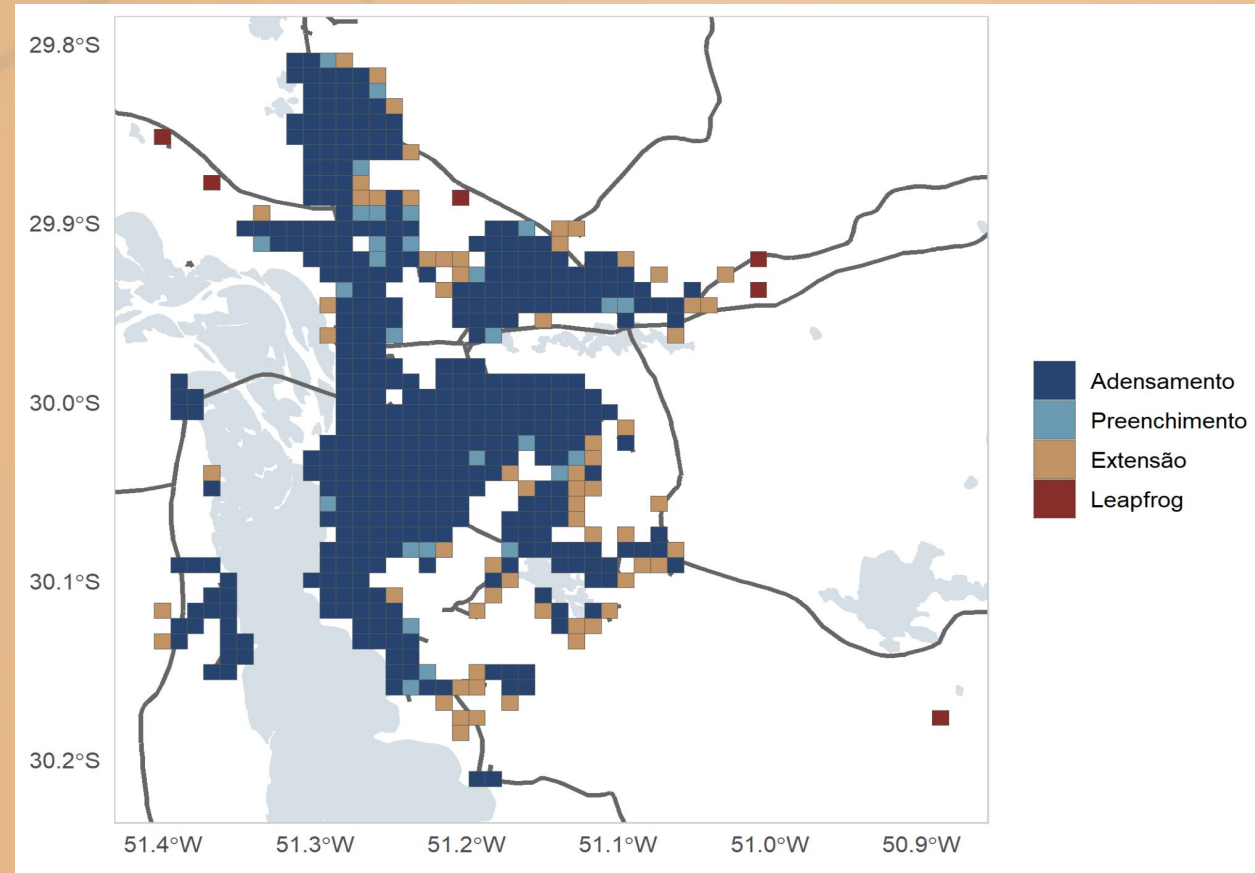 29.8°S
29.9°S
30.0°S
30.1°S
30.2°S
51.4°W 51.3°W 51.2°W 51.1°W 51.0°W 50.9°W
Adensamento
Preenchimento
Extensão
Leapfrog